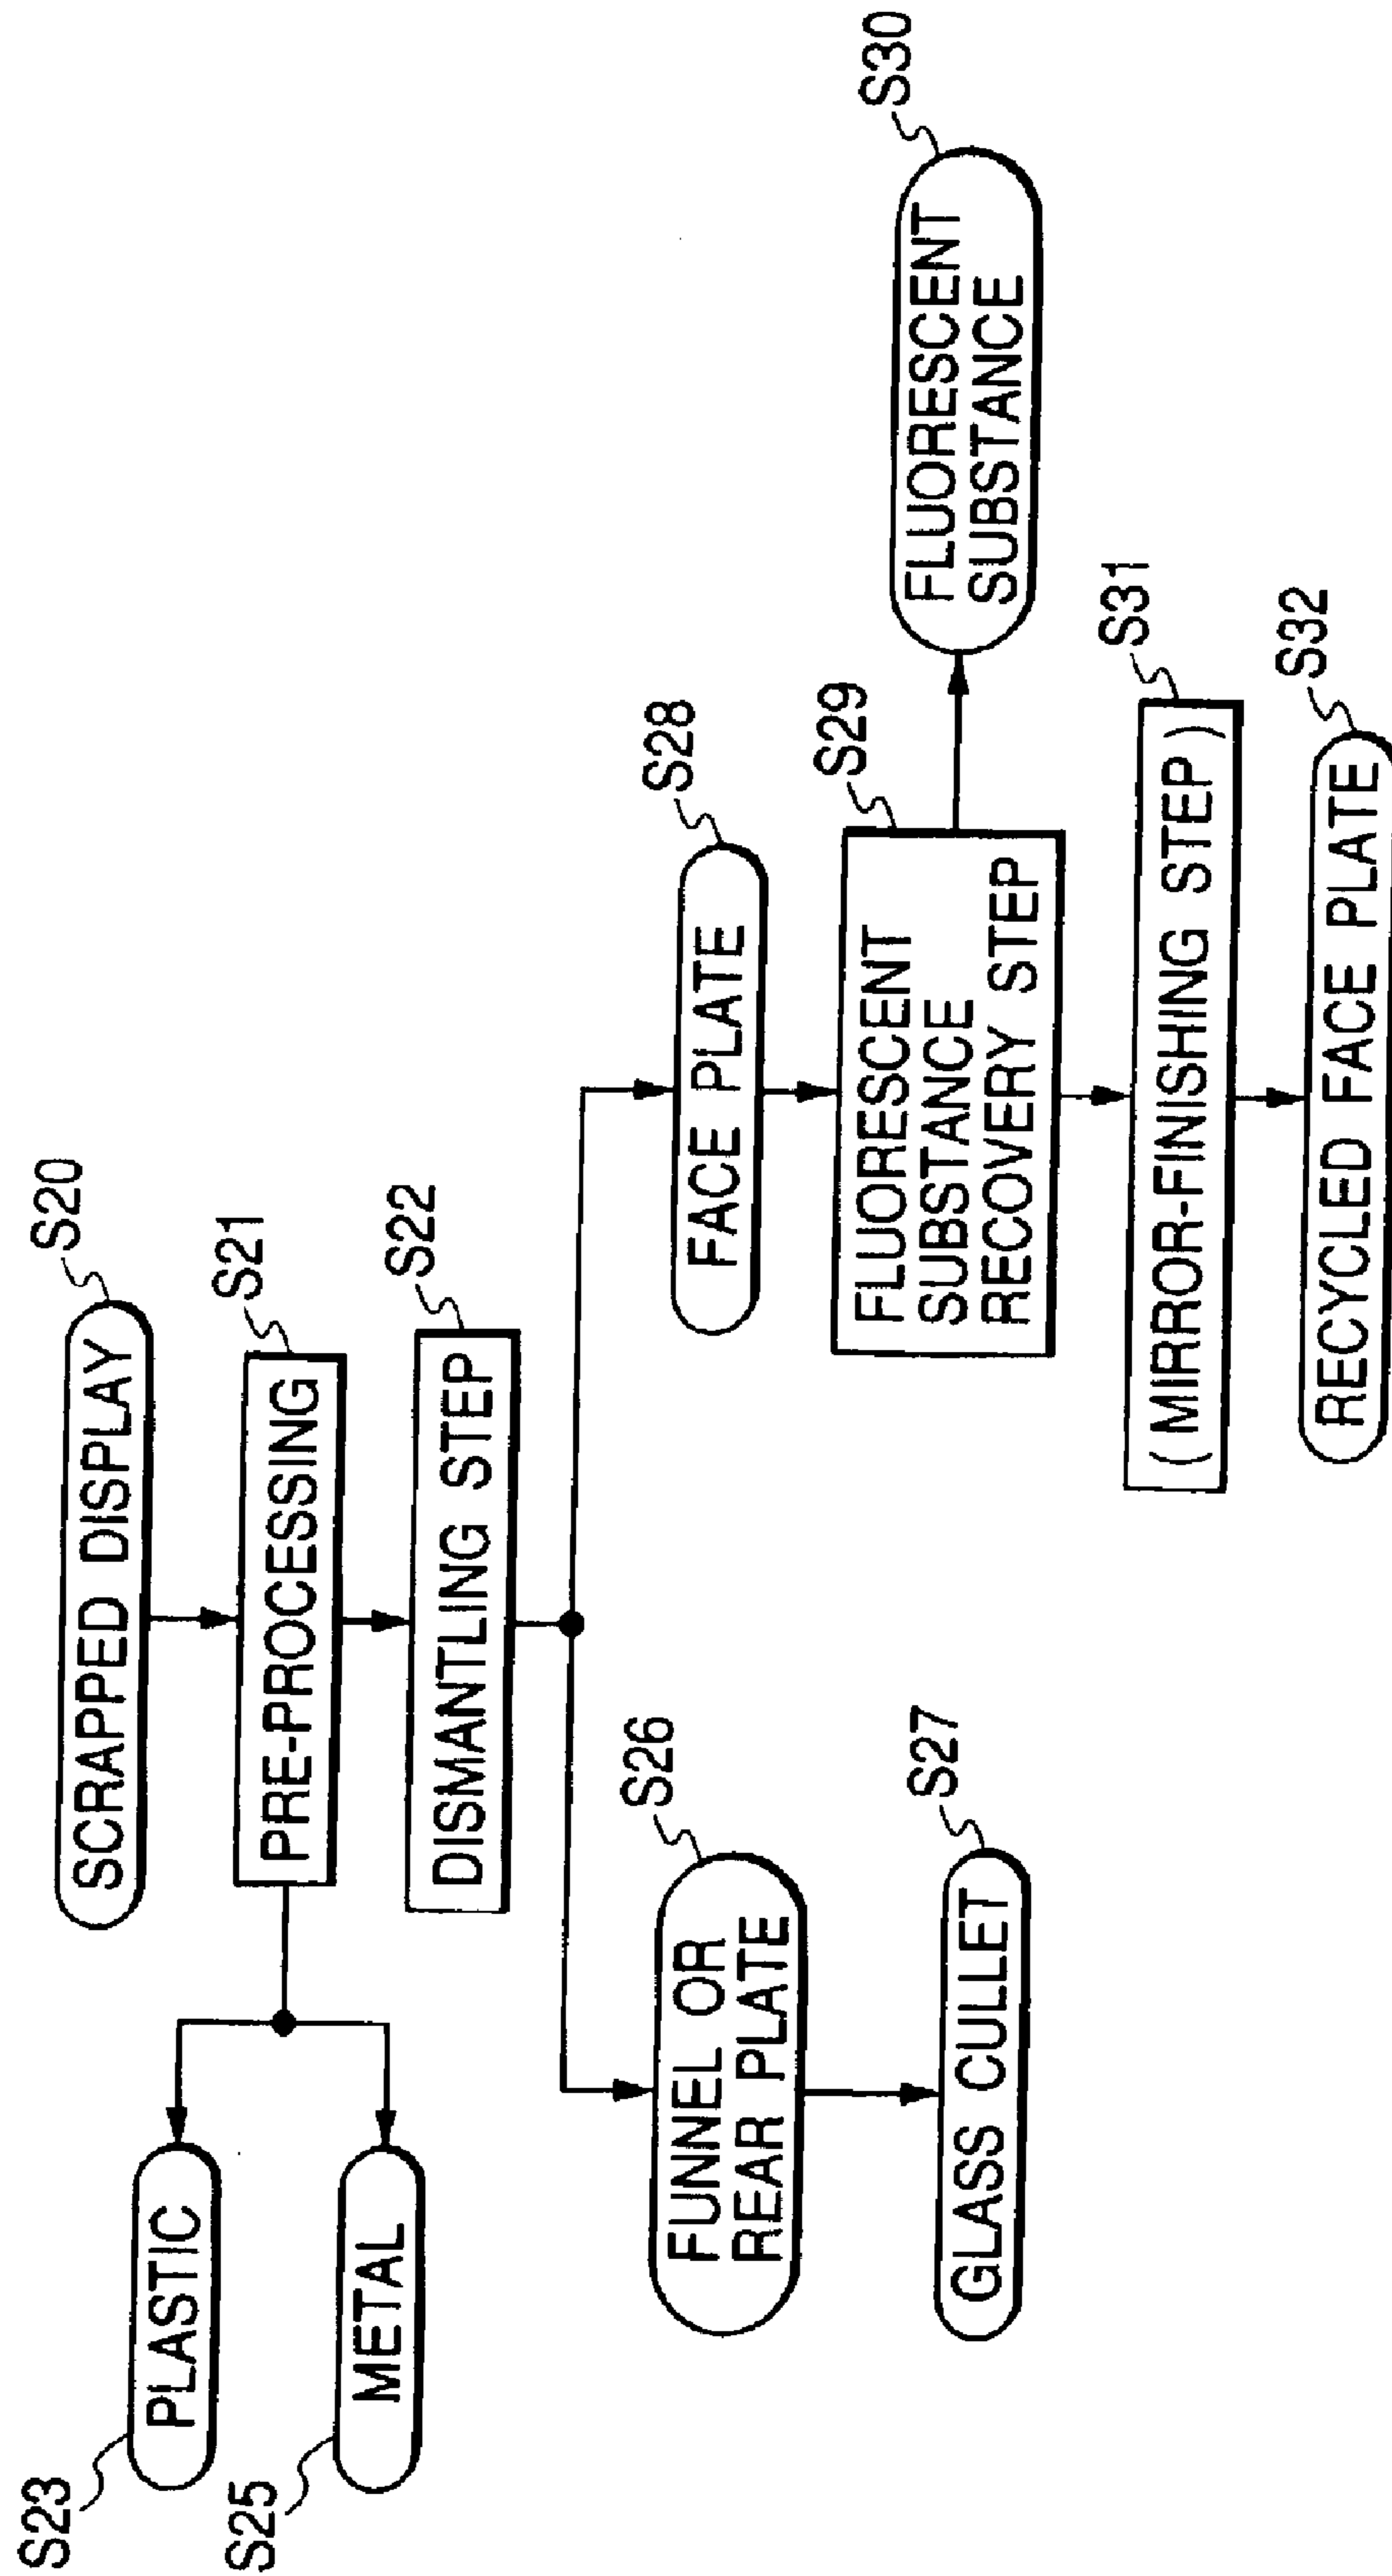 S20
SCRAPPED DISPLAY
S21
PRE-PROCESSING
S22
DISMANTLING STEP
S23
PLASTIC
S25
METAL
S26
FUNNEL OR
REAR PLATE
S27
GLASS CULLET
S28
FACE PLATE
S29
FLUORESCENT
SUBSTANCE
RECOVERY STEP
S30
FLUORESCENT
SUBSTANCE
S31
(MIRROR-FINISHING STEP)
S32
RECYCLED FACE PLATE